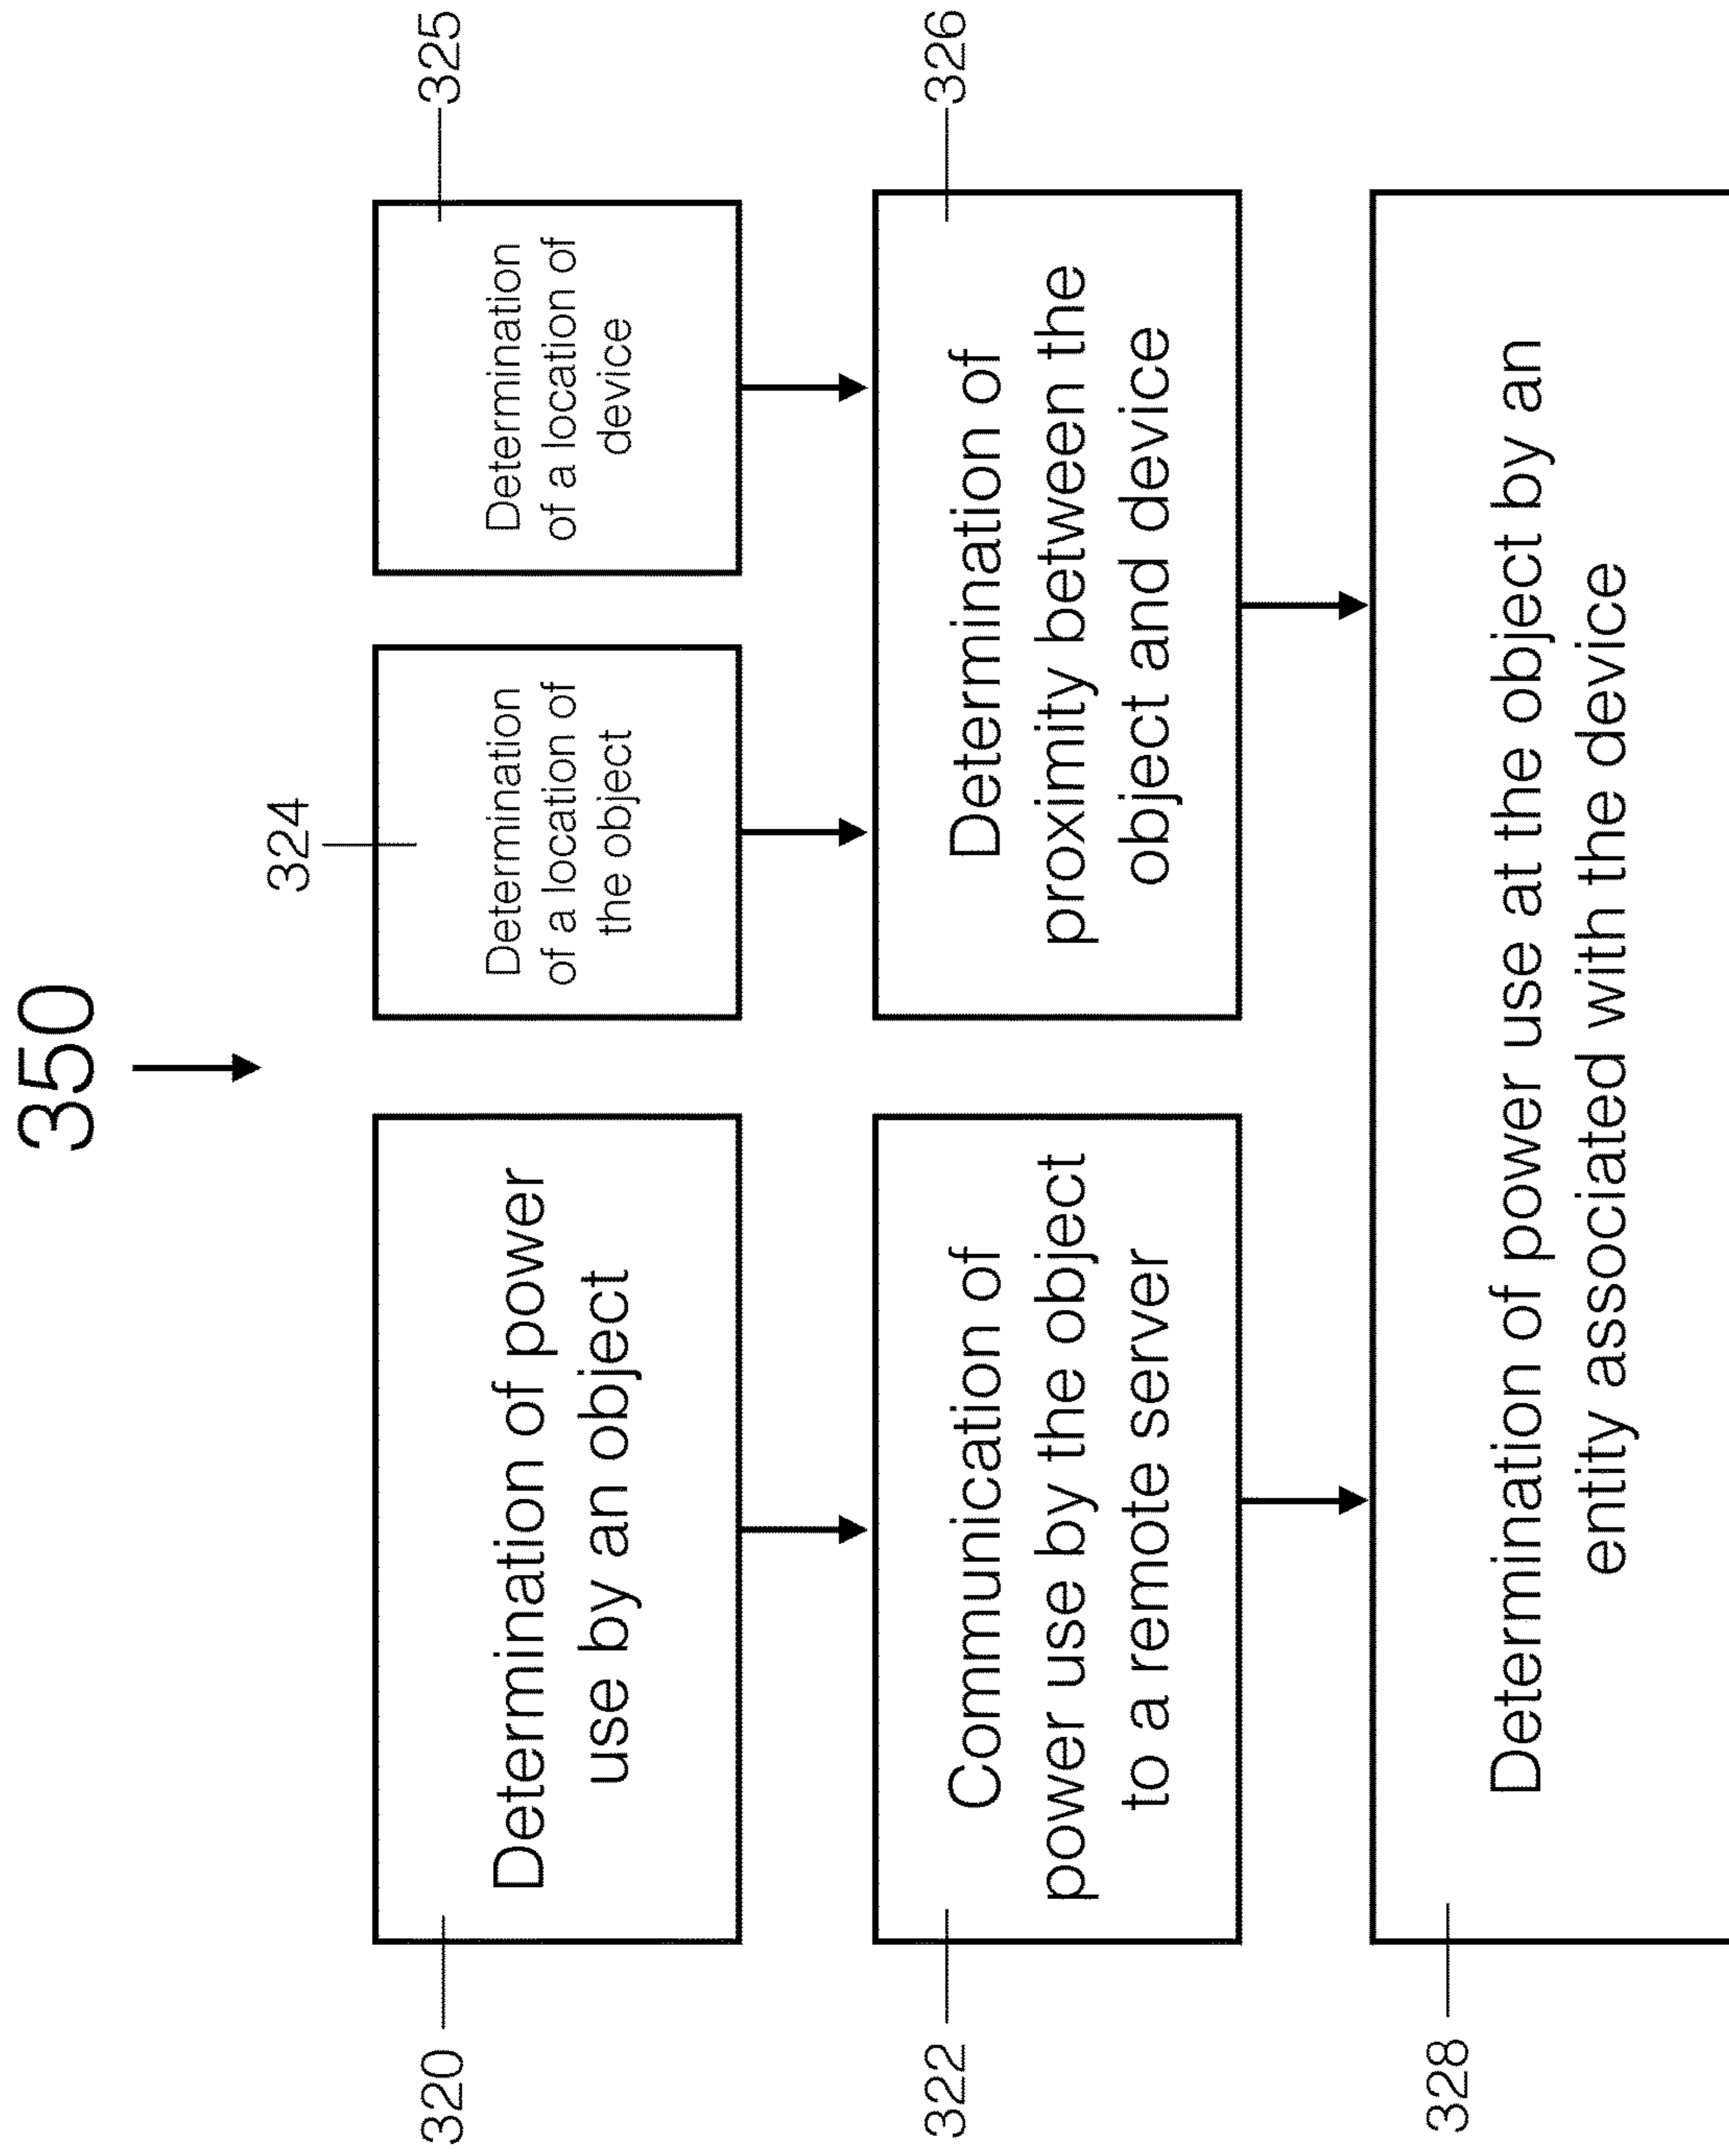 350
320
Determination of power
use by an object
324
Determination
of a location of
the object
325
Determination
of a location of
device
322
Communication of
power use by the object
to a remote server
326
Determination of
proximity between the
object and device
328
Determination of power use at the object by an
entity associated with the device